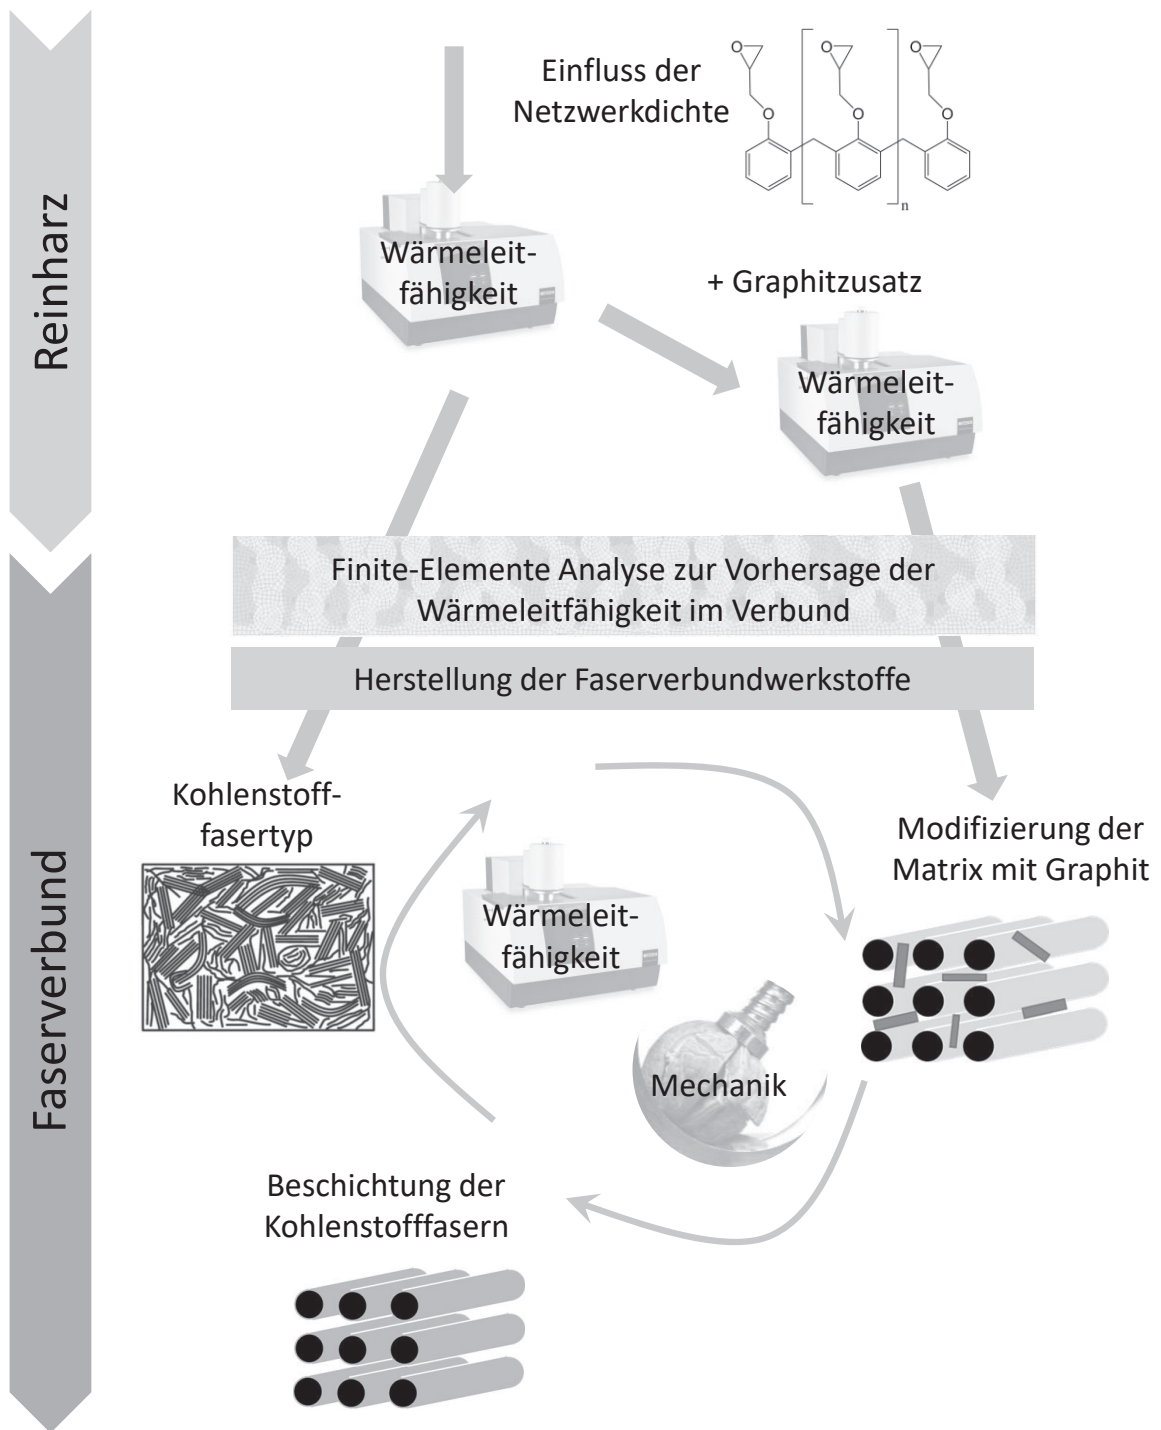 Reinharz
Einfluss der
Netzwerkdichte
O
O
O
O
O
O
n
Wärmeleit-
fähigkeit
+ Graphitzusatz
Wärmeleit-
fähigkeit
Finite-Elemente Analyse zur Vorhersage der
Wärmeleitfähigkeit im Verbund
Herstellung der Faserverbundwerkstoffe
Faserverbund
Kohlenstoff-
fasertyp
Modifizierung der
Matrix mit Graphit
Wärmeleit-
fähigkeit
Mechanik
Beschichtung der
Kohlenstofffasern